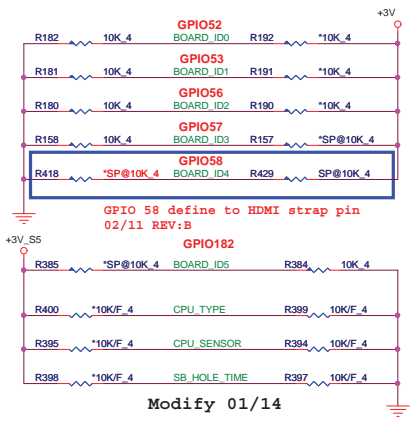 +3V
GPIO52
R182 10K_4 BOARD_ID0 R192 *10K_4
GPIO53
R181 10K_4 BOARD_ID1 R191 *10K_4
GPIO56
R180 10K_4 BOARD_ID2 R190 *10K_4
GPIO57
R158 10K_4 BOARD_ID3 R157 *SP@10K_4
GPIO58
R418 *SP@10K_4 BOARD_ID4 R429 SP@10K_4
GPIO 58 define to HDMI strap pin
02/11 REV:B
+3V_S5
GPIO182
R385 *SP@10K_4 BOARD_ID5 R384 10K_4
R400 *10K/F_4 CPU_TYPE R399 10K/F_4
R395 *10K/F_4 CPU_SENSOR R394 10K/F_4
R398 *10K/F_4 SB_HOLE_TIME R397 10K/F_4
Modify 01/14